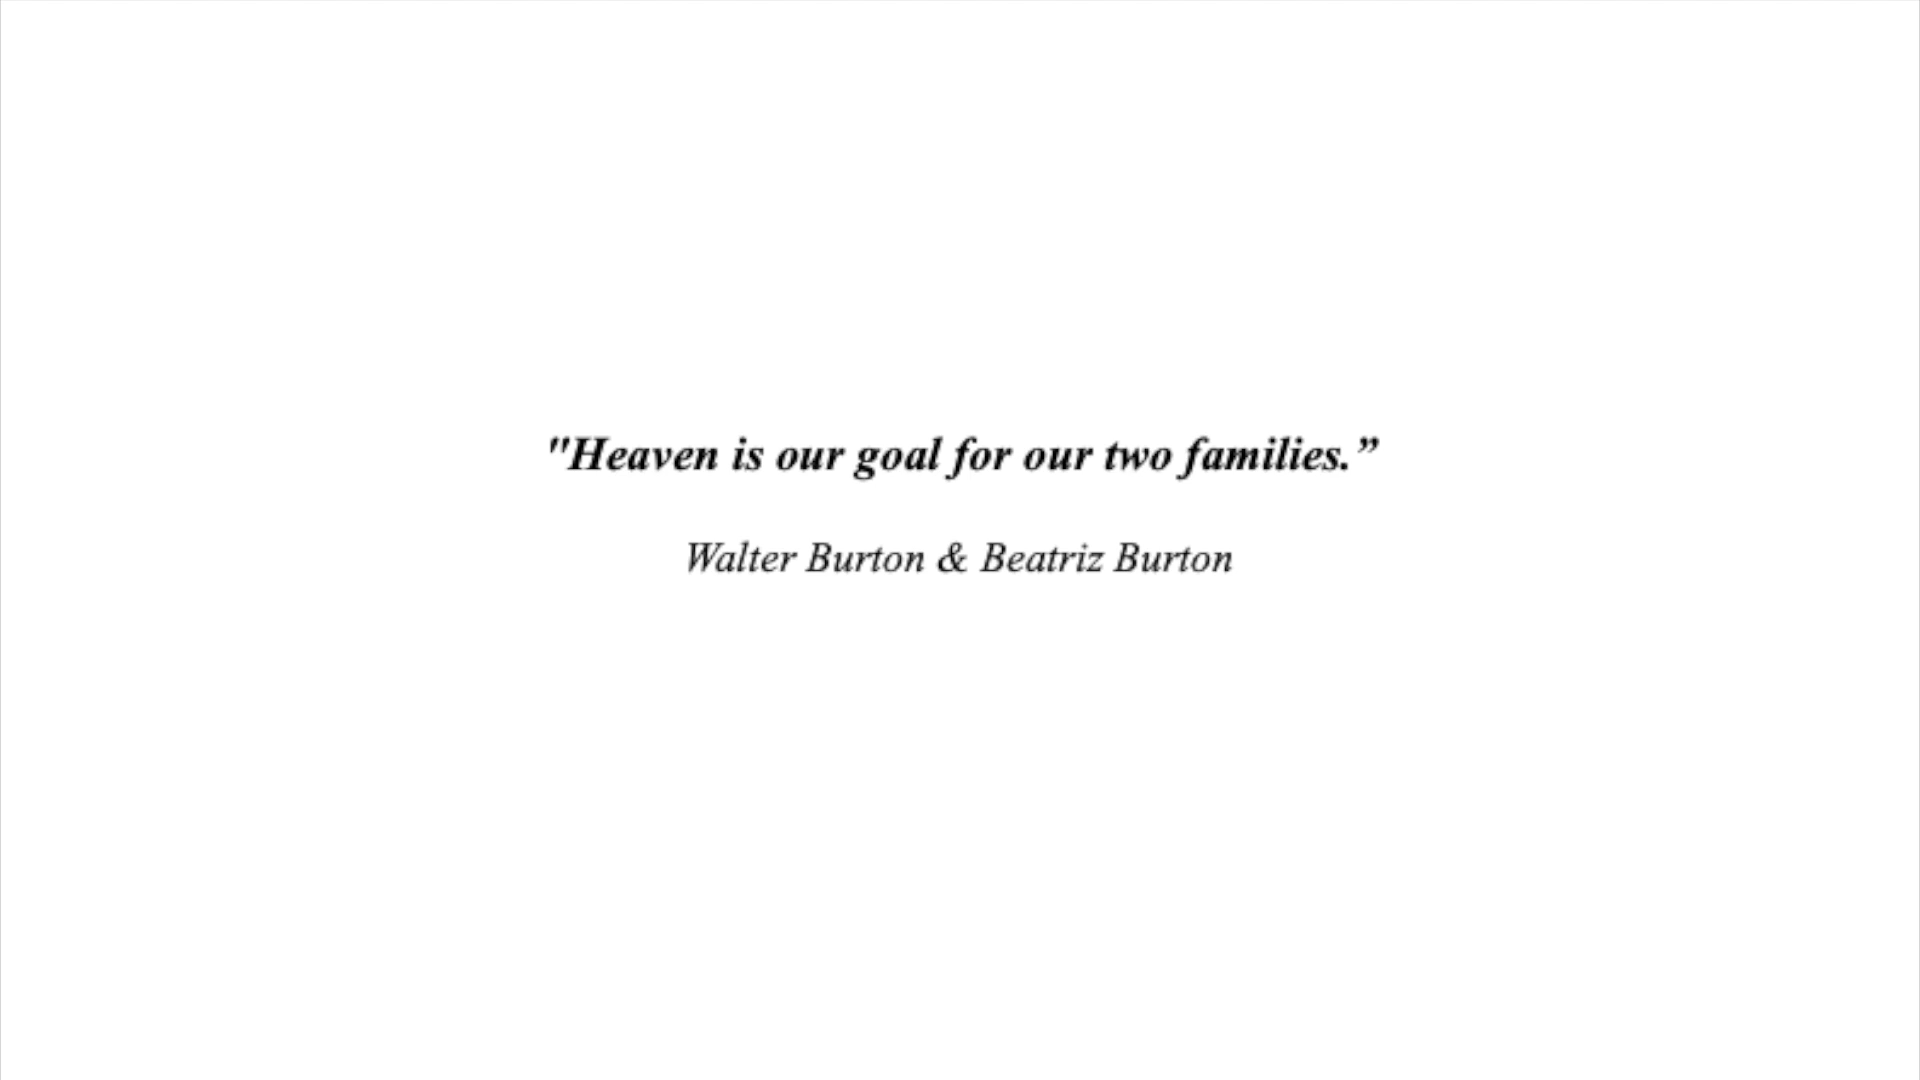 "Heaven is our goal for our two families.”
Walter Burton & Beatriz Burton